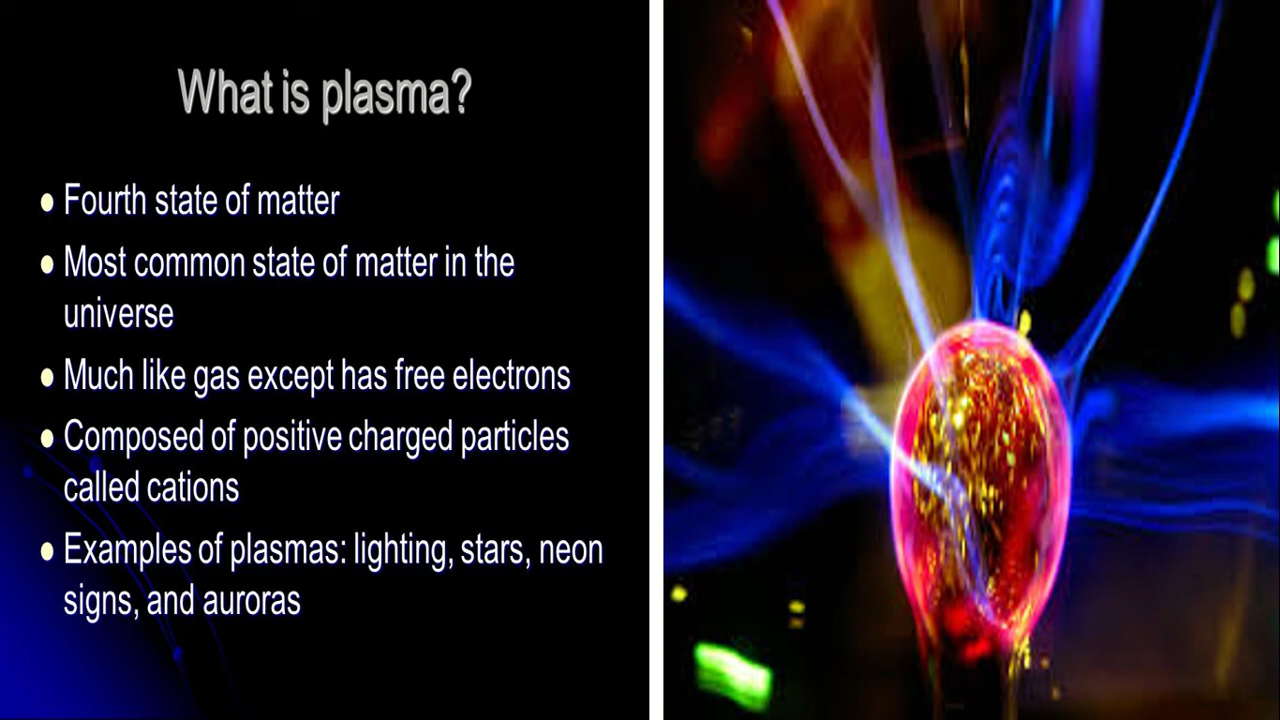 What is plasma?
Fourth state of matter
Most common state of matter in the
universe
Much like gas except has free electrons
Composed of positive charged particles
called cations
Examples of plasmas: lighting, stars, neon
signs, and auroras